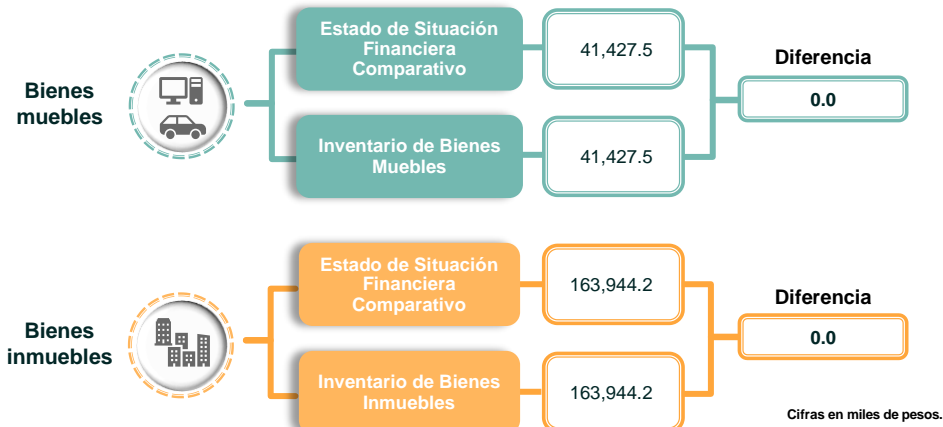 Bienes
muebles
Estado de Situación
Financiera
Comparativo
41,427.5
Inventario de Bienes
Muebles
41,427.5
Diferencia
0.0
Bienes
inmuebles
Estado de Situación
Financiera
Comparativo
163,944.2
Inventario de Bienes
Inmuebles
163,944.2
Diferencia
0.0
Cifras en miles de pesos.